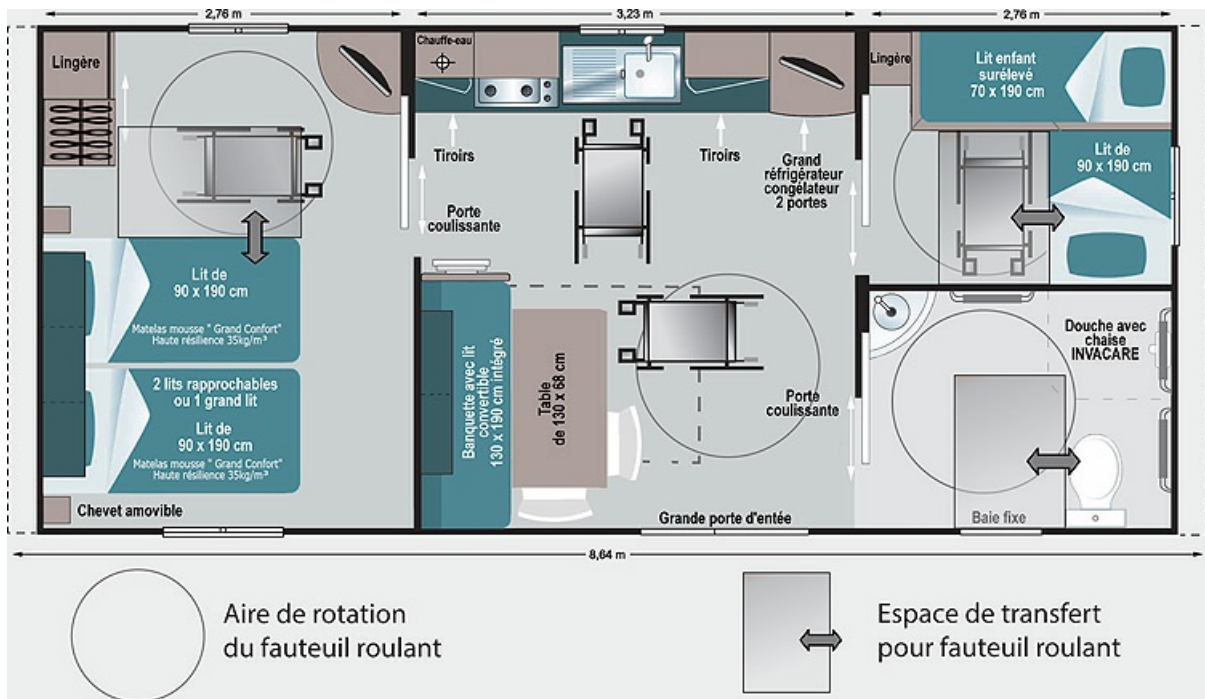 2,76 m
3,23 m
2,76 m
Lingère
Chauffe-eau
Lingère
Lit enfant
surélevé
70 x 190 cm
Tiroirs
Tiroirs
Grand
réfrigérateur
congélateur
2 portes
Lit de
90 x 190 cm
Porte
coulissante
Lit de
90 x 190 cm
Matelas mousse " Grand Confort"
Haute résilience 35kg/m³
2 lits rapprochables
ou 1 grand lit
Lit de
90 x 190 cm
Matelas mousse " Grand Confort"
Haute résilience 35kg/m³
Chevet amovible
Banquette avec lit
convertible
130 x 190 cm intégré
Table
de 130 x 68 cm
Porte
coulissante
Grande porte d'entée
Douche avec
chaise
INVACARE
Baie fixe
8,64 m
Aire de rotation
du fauteuil roulant
Espace de transfert
pour fauteuil roulant